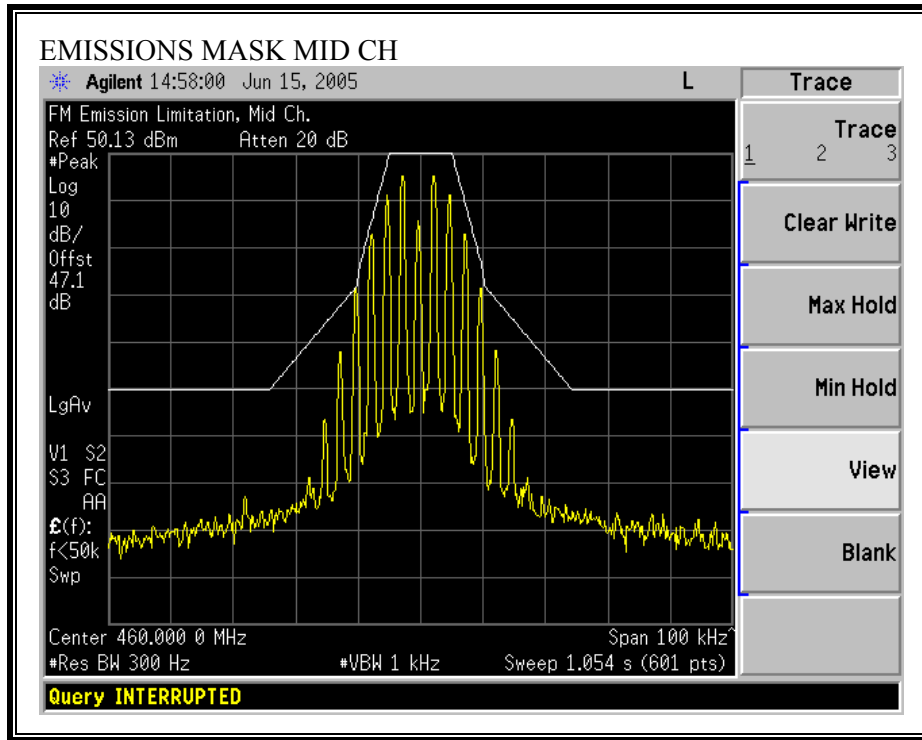 EMISSIONS MASK MID CH
Agilent 14:58:00 Jun 15, 2005 L
Trace
FM Emission Limitation, Mid Ch.
Ref 50.13 dBm Atten 20 dB
#Peak
Log
10
dB/
Offst
47.1
dB
LgAv
V1 S2
S3 FC
AA
£(f):
f<50k
Swp
Center 460.000 0 MHz Span 100 kHz^
#Res BW 300 Hz #VBW 1 kHz Sweep 1.054 s (601 pts)
Query INTERRUPTED
Trace
1 2 3
Clear Write
Max Hold
Min Hold
View
Blank